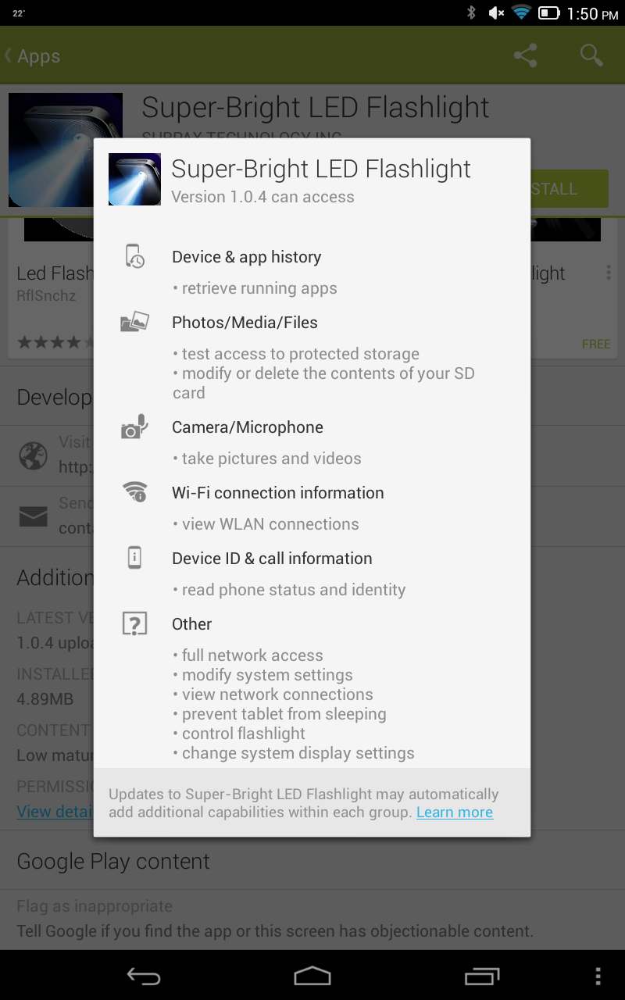 22°
1:50 PM
Apps
Super-Bright LED Flashlight
SURPAX TECHNOLOGY INC.
STALL
Super-Bright LED Flashlight
Version 1.0.4 can access
Device & app history
• retrieve running apps
Photos/Media/Files
• test access to protected storage
• modify or delete the contents of your SD
card
Camera/Microphone
• take pictures and videos
Wi-Fi connection information
• view WLAN connections
Device ID & call information
• read phone status and identity
Other
• full network access
• modify system settings
• view network connections
• prevent tablet from sleeping
• control flashlight
• change system display settings
Updates to Super-Bright LED Flashlight may automatically
add additional capabilities within each group. Learn more
Led Flash
light
RflSnchz
FREE
Develop
Visit
http:
Send
conta
Addition
LATEST VE
1.0.4 uploa
INSTALLE
4.89MB
CONTENT
Low matur
PERMISSI
View detai
Google Play content
Flag as inappropriate
Tell Google if you find the app or this screen has objectionable content.